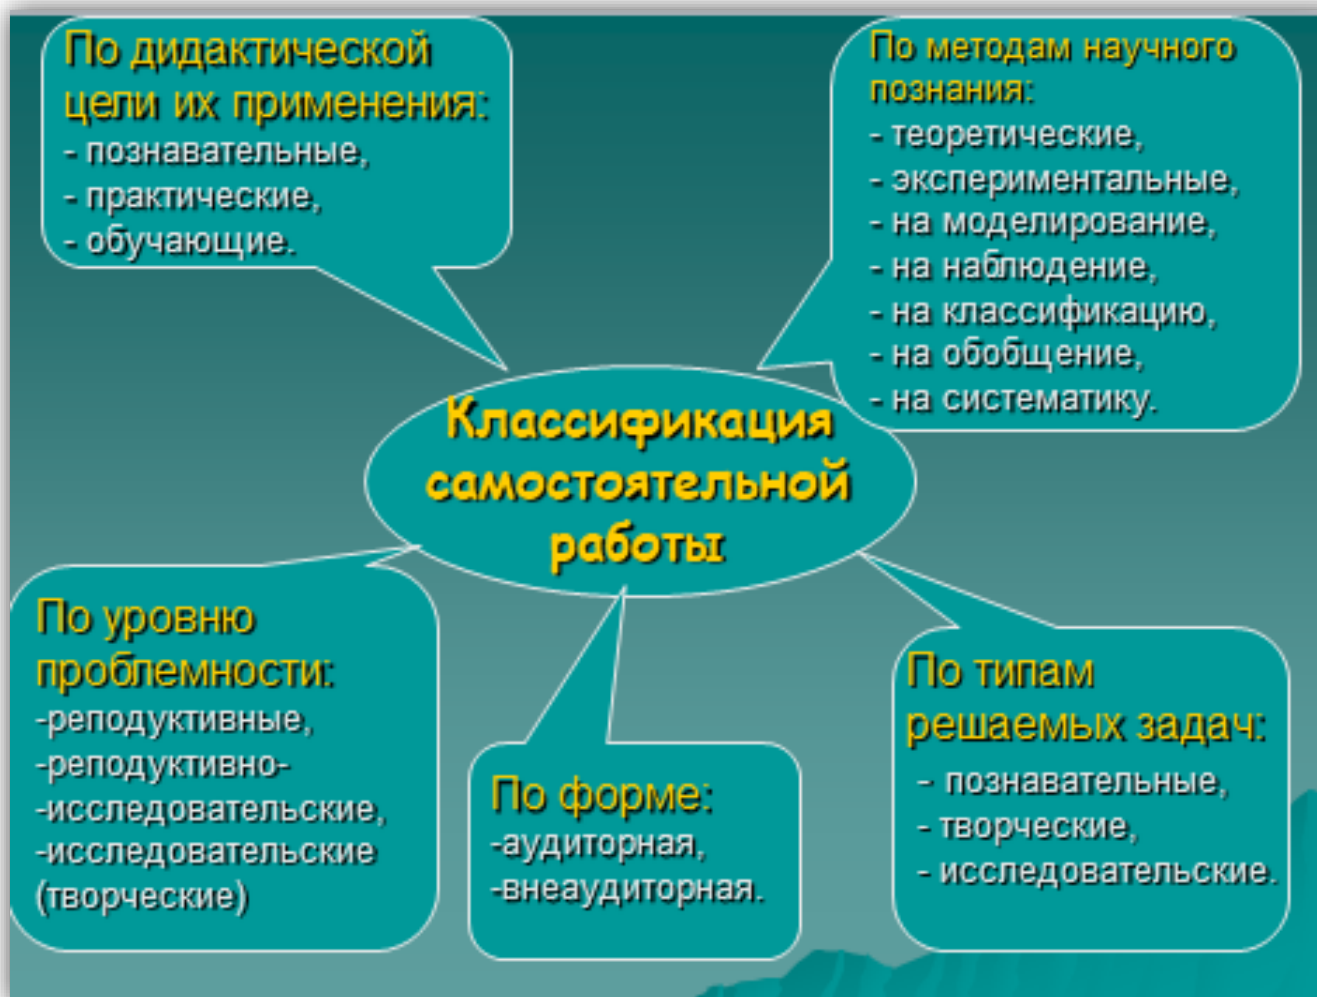 По дидактической
цели их применения:
- познавательные,
- практические,
- обучающие.
По методам научного
познания:
- теоретические,
- экспериментальные,
- на моделирование,
- на наблюдение,
- на классификацию,
- на обобщение,
- на систематику.
Классификация
самостоятельной
работы
По уровню
проблемности:
-реподуктивные,
-реподуктивно-
-исследовательские,
-исследовательские
(творческие)
По форме:
-аудиторная,
-внеаудиторная.
По типам
решаемых задач:
- познавательные,
- творческие,
- исследовательские.